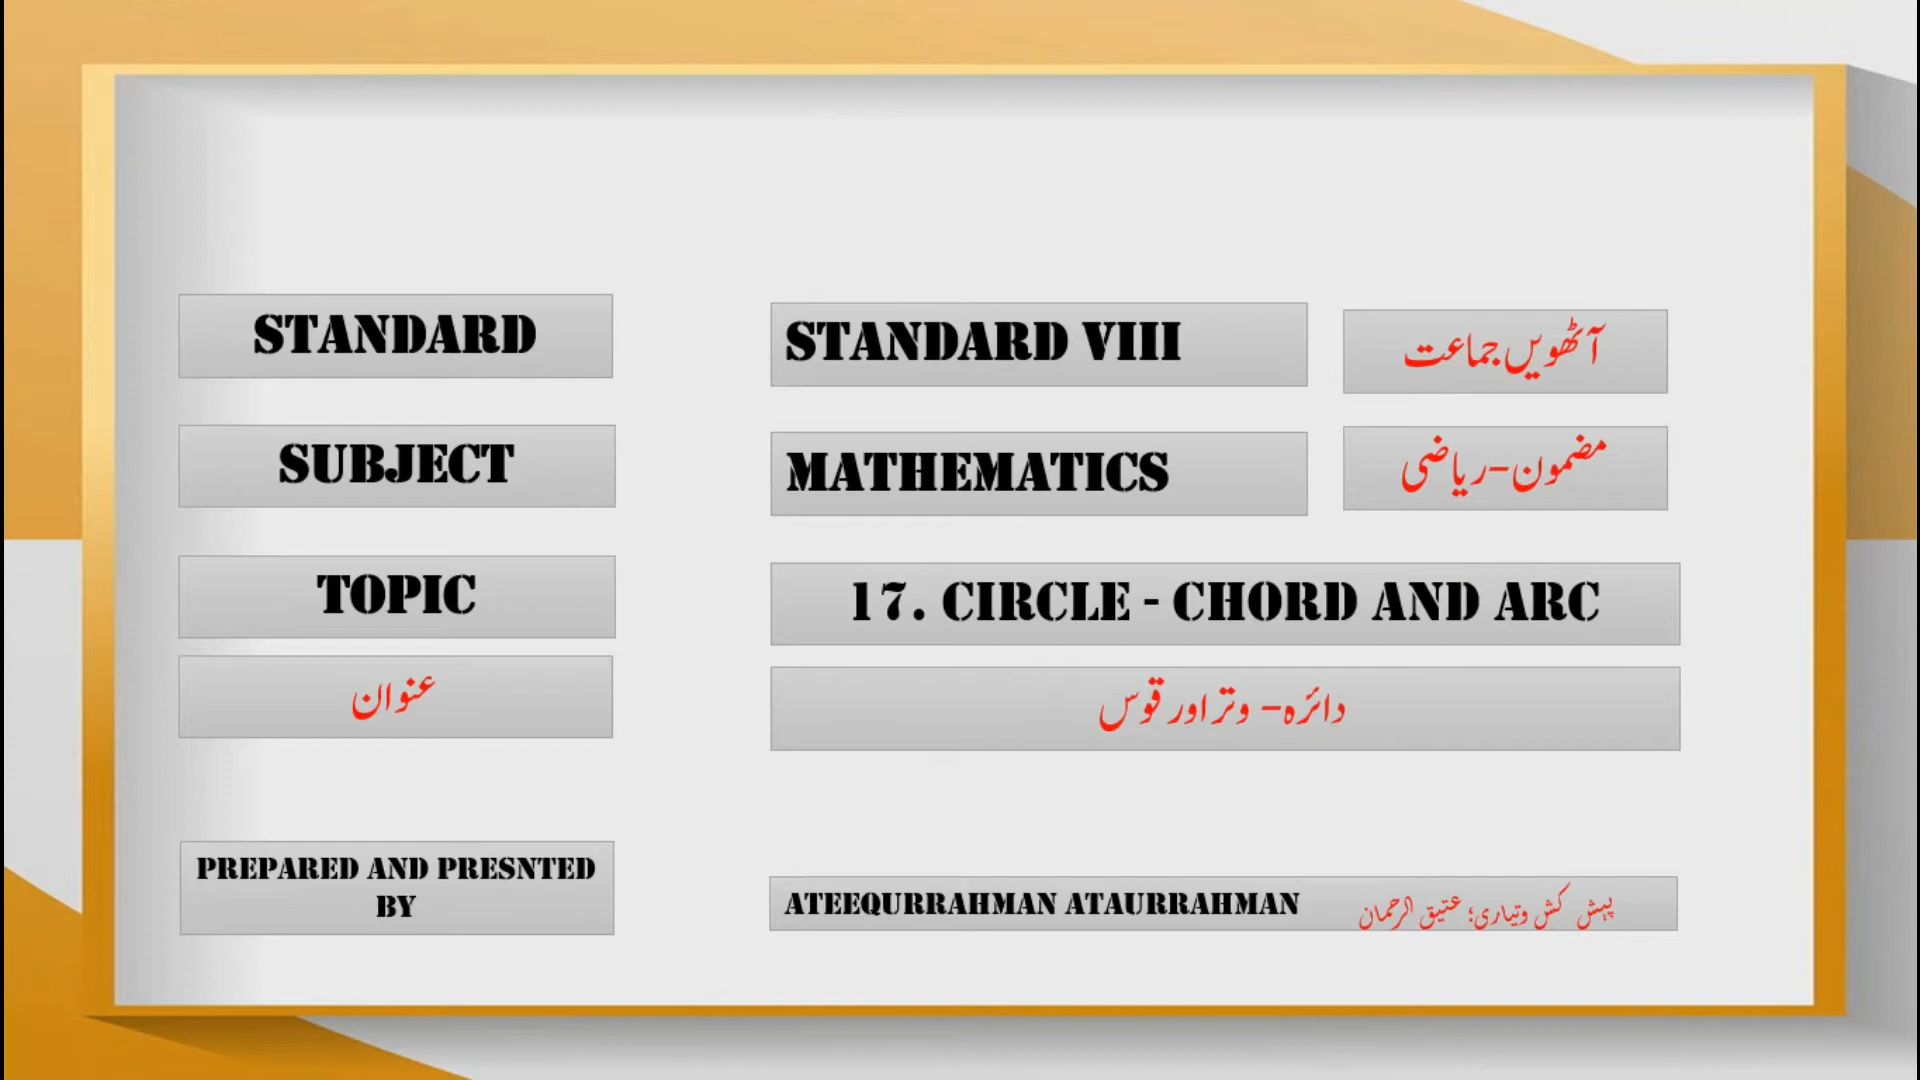 STANDARD
STANDARD VIII
آٹھویں جماعت
SUBJECT
MATHEMATICS
مضمون-ریاضی
TOPIC
17. CIRCLE - CHORD AND ARC
عنوان
دائرہ- وتر اور قوس
PREPARED AND PRESNTED
BY
ATEEQURRAHMAN ATAURRAHMAN
پیش کش و تیاری؛ عتیق الرحمان